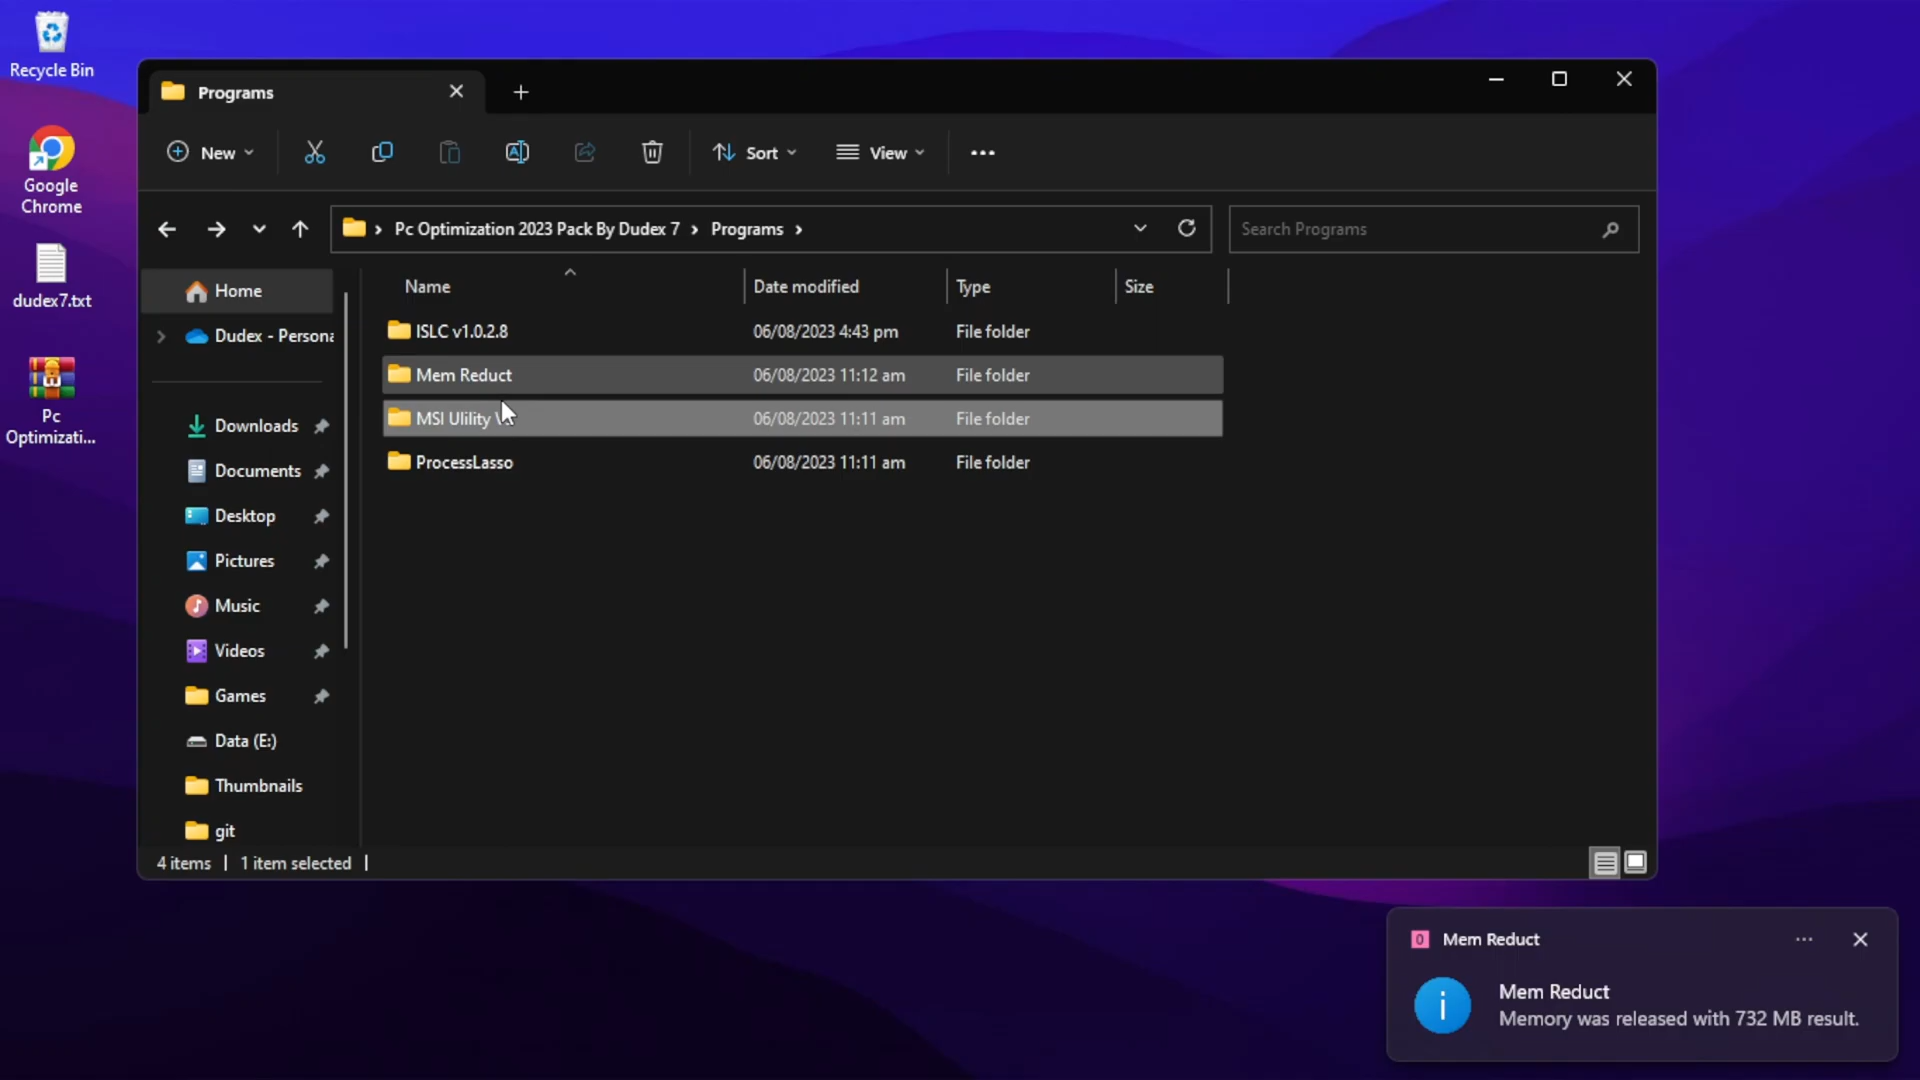 Recycle Bin
Google
Chrome
dudex7.txt
Pc
Optimizati...
Programs
New
Sort
View
Pc Optimization 2023 Pack By Dudex 7 > Programs >
Search Programs
Home
Dudex - Persona
Downloads
Documents
Desktop
Pictures
Music
Videos
Games
Data (E:)
Thumbnails
git
Name Date modified Type Size
ISLC v1.0.2.8 06/08/2023 4:43 pm File folder
Mem Reduct 06/08/2023 11:12 am File folder
MSI Ulility 06/08/2023 11:11 am File folder
ProcessLasso 06/08/2023 11:11 am File folder
4 items | 1 item selected |
0 Mem Reduct
Mem Reduct
Memory was released with 732 MB result.